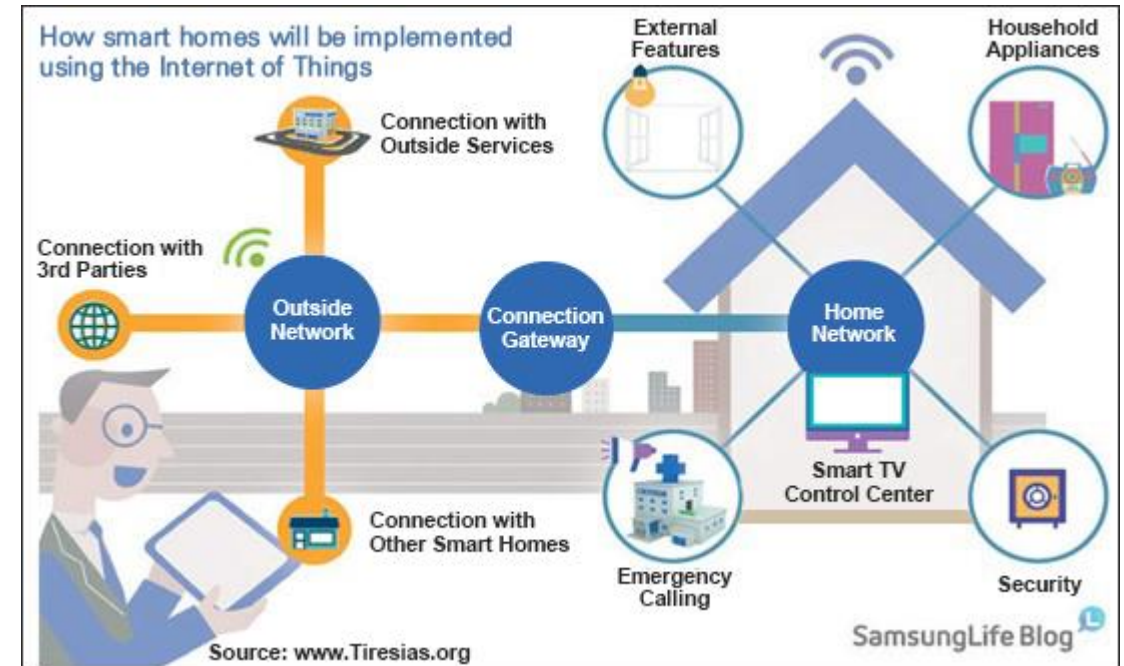 How smart homes will be implemented
using the Internet of Things
External
Features
Household
Appliances
Connection with
Outside Services
Connection with
3rd Parties
Outside
Network
Connection
Gateway
Home
Network
Smart TV
Control Center
Connection with
Other Smart Homes
Emergency
Calling
Security
Source: www.Tiresias.org
SamsungLife Blog
L